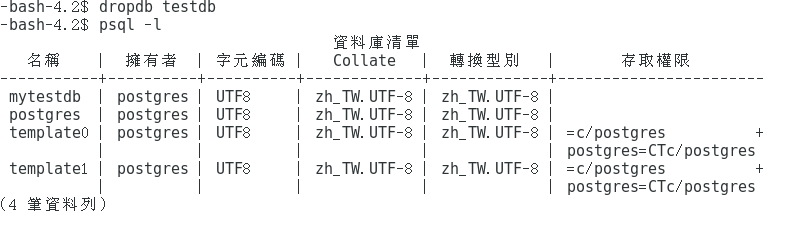 -bash-4.2$ dropdb testdb
-bash-4.2$ psql -l
資料庫清單
名稱 | 擁有者 | 字元編碼 | Collate | 轉換型別 | 存取權限
-----------+----------+----------+-------------+-------------+-----------------------
mytestdb | postgres | UTF8 | zh_TW.UTF-8 | zh_TW.UTF-8 |
postgres | postgres | UTF8 | zh_TW.UTF-8 | zh_TW.UTF-8 |
template0 | postgres | UTF8 | zh_TW.UTF-8 | zh_TW.UTF-8 | =c/postgres +
| | | | | postgres=CTc/postgres
template1 | postgres | UTF8 | zh_TW.UTF-8 | zh_TW.UTF-8 | =c/postgres +
| | | | | postgres=CTc/postgres
(4 筆資料列)